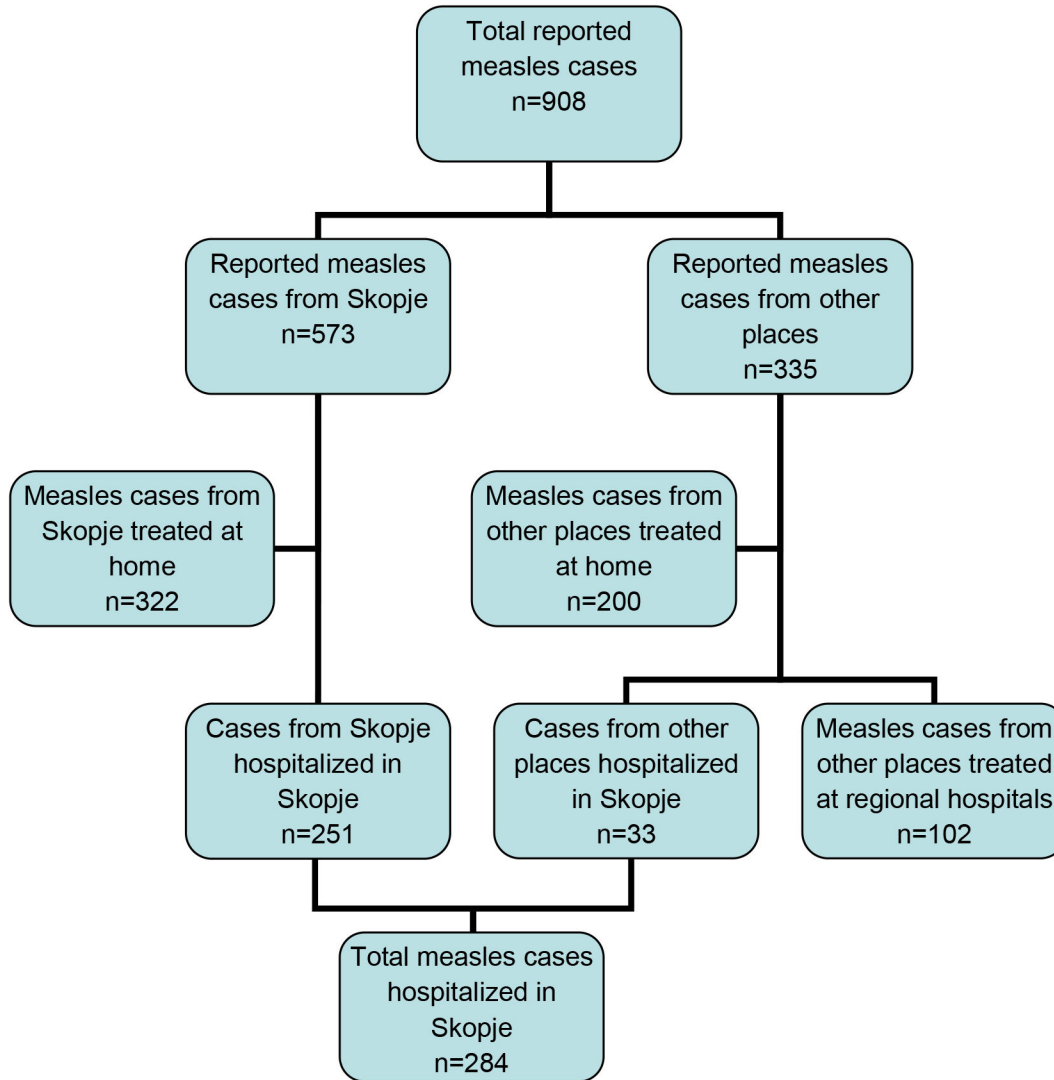 Total reported
measles cases
n=908
Reported measles
cases from Skopje
n=573
Reported measles
cases from other
places
n=335
Measles cases from
Skopje treated at
home
n=322
Measles cases from
other places treated
at home
n=200
Cases from Skopje
hospitalized in
Skopje
n=251
Cases from other
places hospitalized
in Skopje
n=33
Measles cases from
other places treated
at regional hospitals
n=102
Total measles cases
hospitalized in
Skopje
n=284